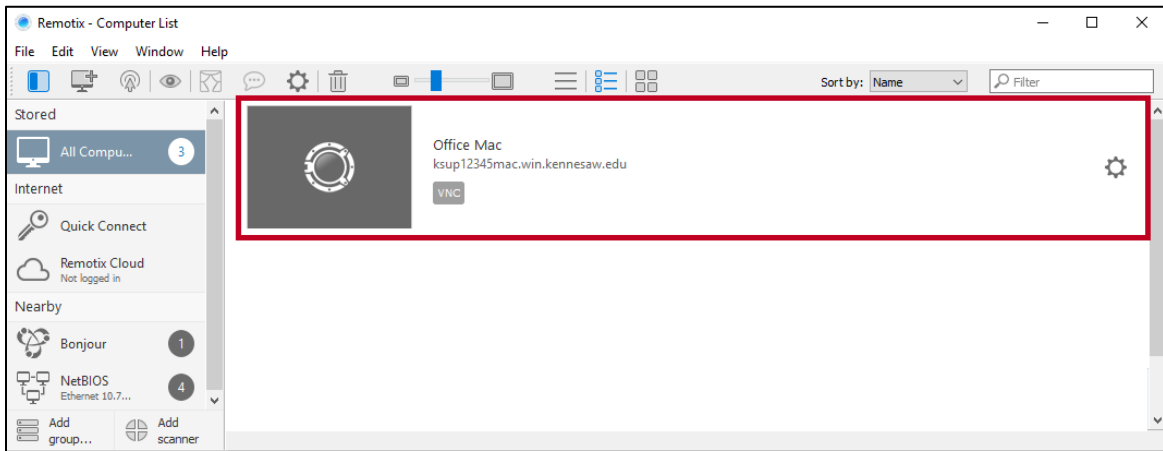 Remotix - Computer List
File Edit View Window Help
Sort by: Name
Filter
Stored
All Compu... 3
Internet
Quick Connect
Remotix Cloud
Not logged in
Nearby
Bonjour 1
NetBIOS 4
Ethernet 10.7...
Add group...
Add scanner
Office Mac
ksup12345mac.win.kennesaw.edu
VNC